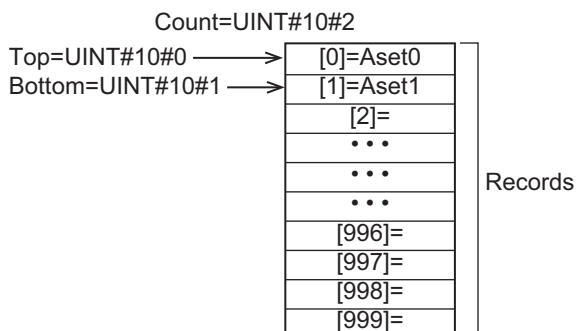 Count=UINT#10#2
Top=UINT#10#0
[0]=Aset0
Bottom=UINT#10#1
[1]=Aset1
[2]=
•••
•••
Records
•••
[996]=
[997]=
[998]=
[999]=